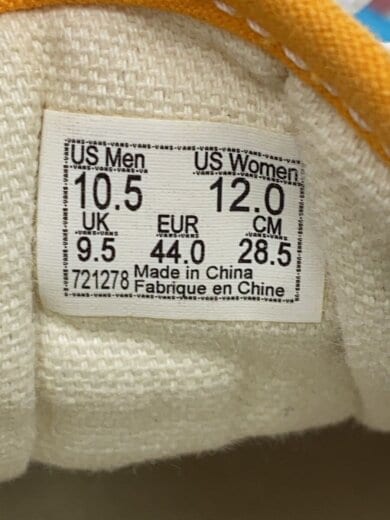 US Men US Women
10.5 12.0
UK EUR CM
9.5 44.0 28.5
721278 Made in China
Fabrique en Chine